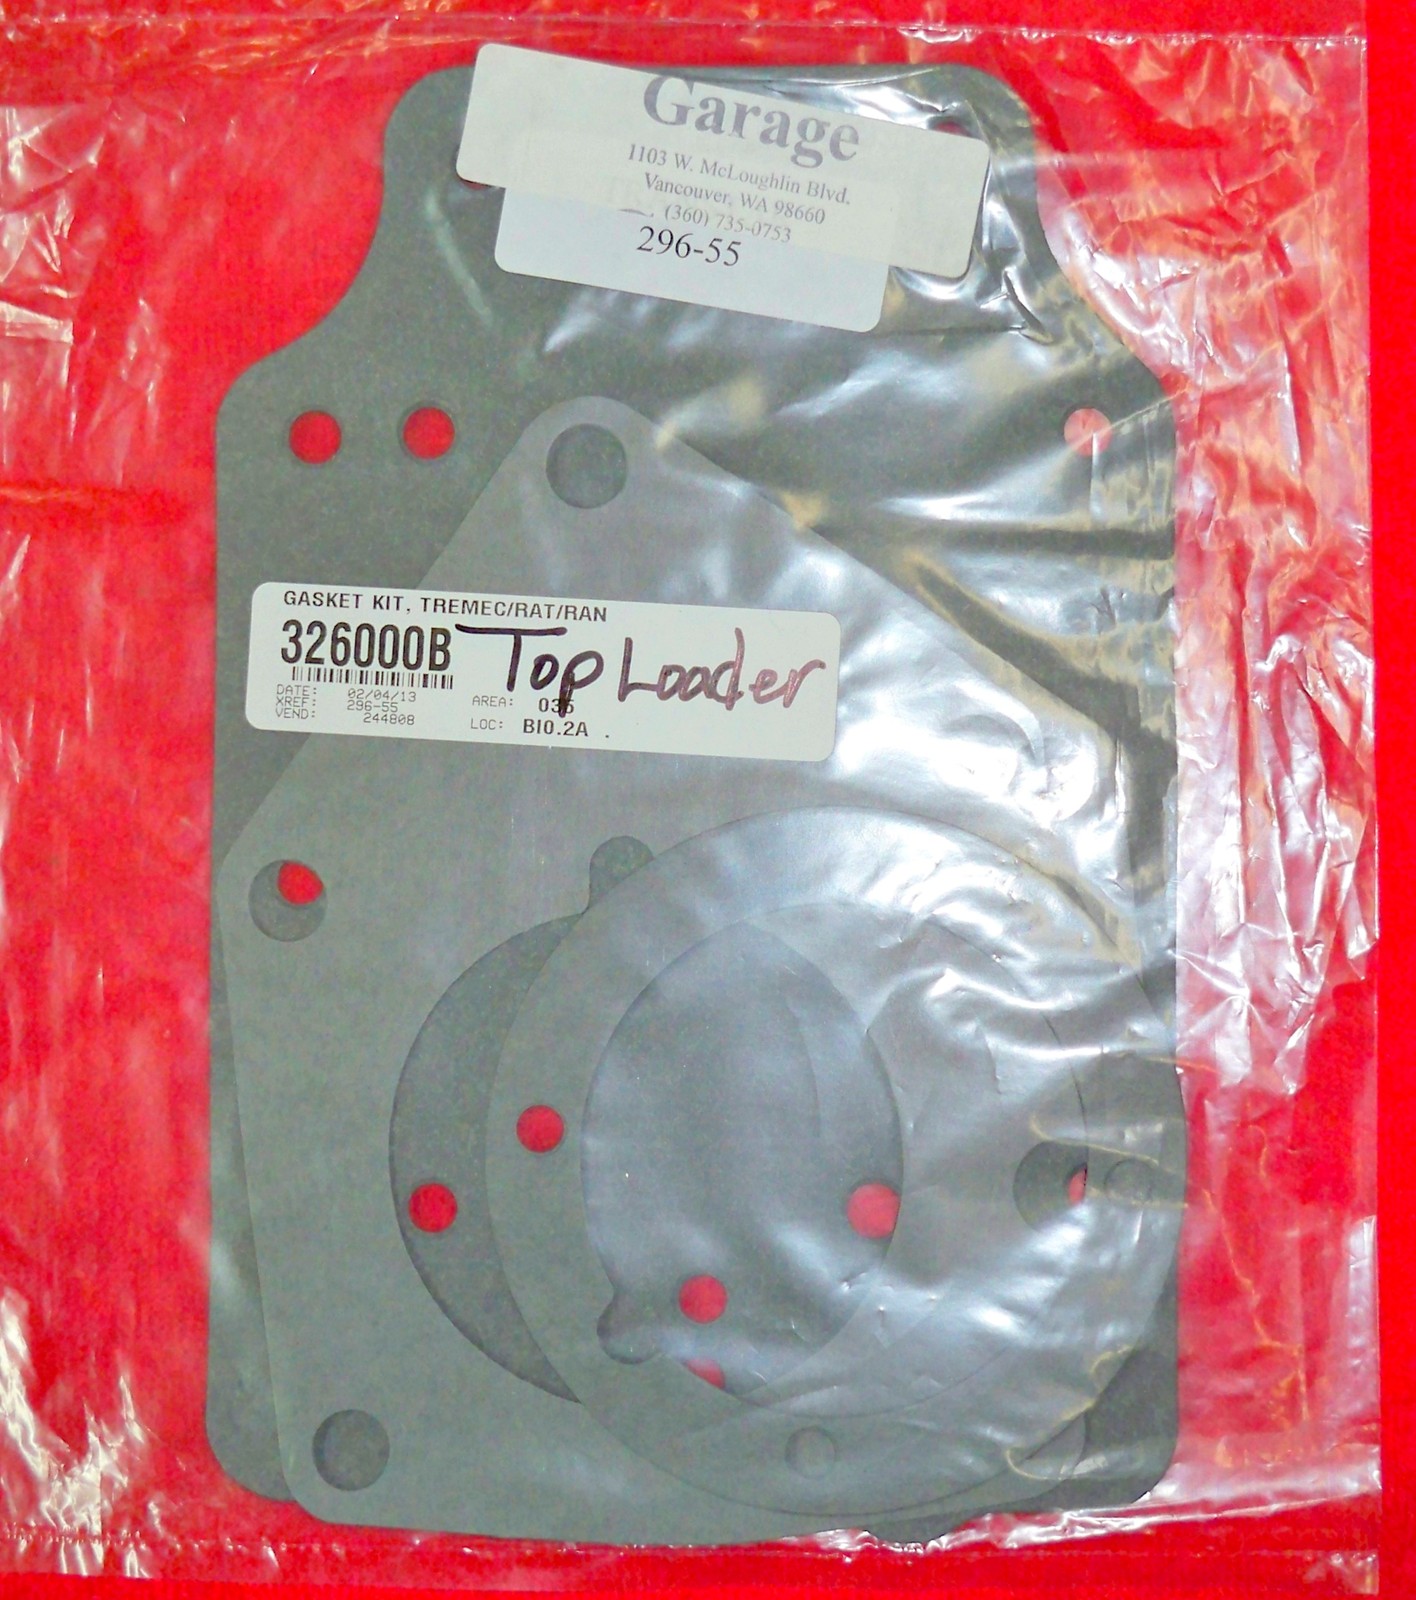 Garage
1103 W. McLoughlin Blvd.
Vancouver, WA 98660
(360) 735-0753
296-55
GASKET KIT, TREMEC/RAT/RAN
326000B Top Loader
DATE: 02/04/13
XREF: 296-55 AREA: 035
VEND: 244808 LOC: BI0.2A .